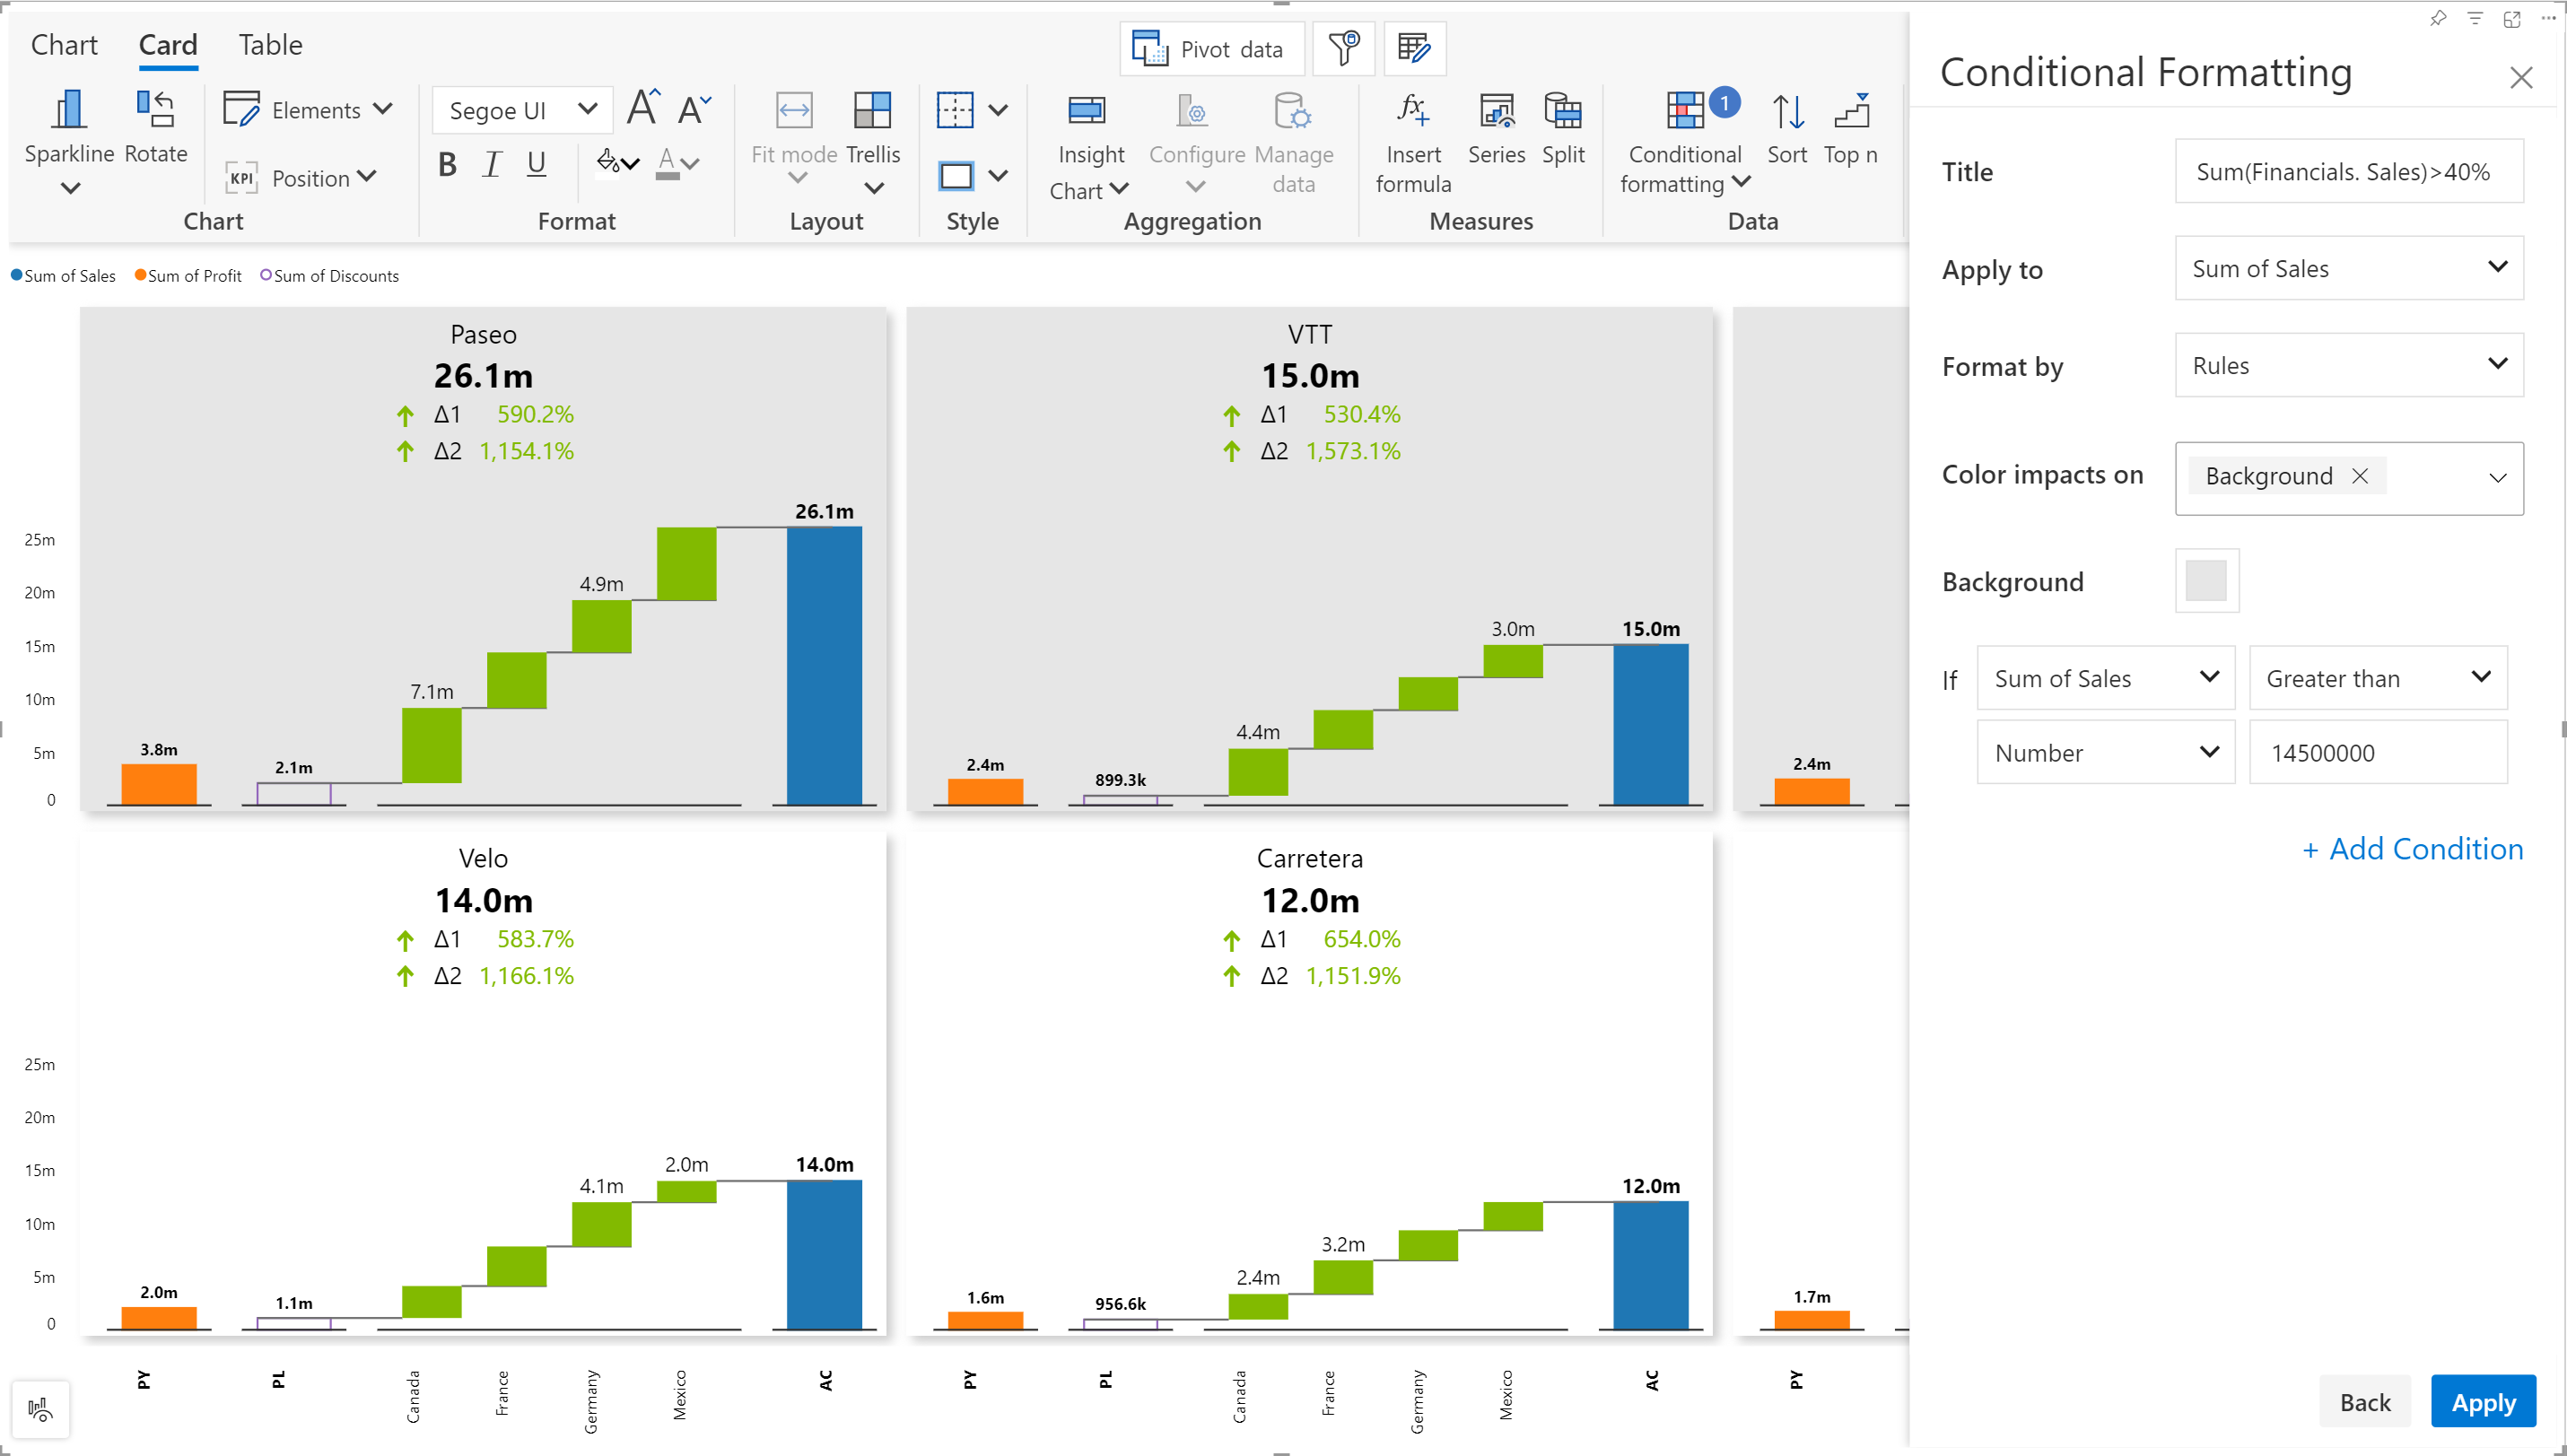 Chart Card Table
Pivot data
Sparkline Rotate
Elements
KPI Position
Chart
Segoe UI A A
B I U A
Format
Fit mode Trellis
Layout
Style
Insight Chart
Configure
Manage data
Aggregation
fx Insert formula
Series Split
Measures
Conditional formatting 1
Sort Top n
Data
Sum of Sales Sum of Profit Sum of Discounts
Paseo
26.1m
Δ1 590.2%
Δ2 1,154.1%
25m
20m
15m
10m
5m
0
3.8m
2.1m
7.1m
4.9m
26.1m
VTT
15.0m
Δ1 530.4%
Δ2 1,573.1%
2.4m
899.3k
4.4m
3.0m
15.0m
2.4m
Velo
14.0m
Δ1 583.7%
Δ2 1,166.1%
25m
20m
15m
10m
5m
0
2.0m
1.1m
4.1m
2.0m
14.0m
Carretera
12.0m
Δ1 654.0%
Δ2 1,151.9%
1.6m
956.6k
2.4m
3.2m
12.0m
1.7m
PY PL Canada France Germany Mexico AC
PY PL Canada France Germany Mexico AC
PY
Conditional Formatting
Title Sum(Financials. Sales)>40%
Apply to Sum of Sales
Format by Rules
Color impacts on Background
Background
If Sum of Sales Greater than
Number 14500000
+ Add Condition
Back Apply